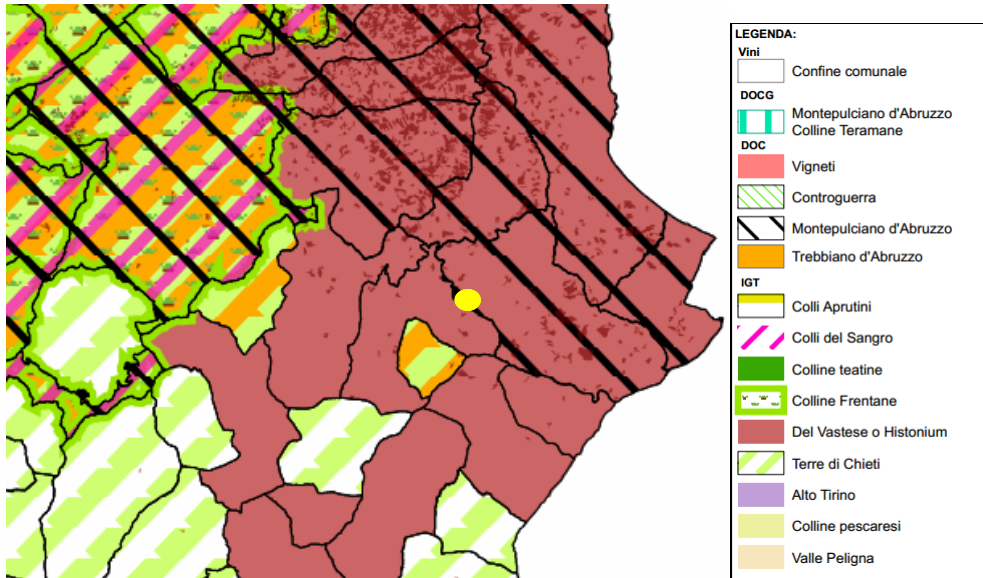 LEGENDA:
Vini
Confine comunale
DOCG
Montepulciano d'Abruzzo
Colline Teramane
DOC
Vigneti
Controguerra
Montepulciano d'Abruzzo
Trebbiano d'Abruzzo
IGT
Colli Aprutini
Colli del Sangro
Colline teatine
Colline Frentane
Del Vastese o Histonium
Terre di Chieti
Alto Tirino
Colline pescaresi
Valle Peligna